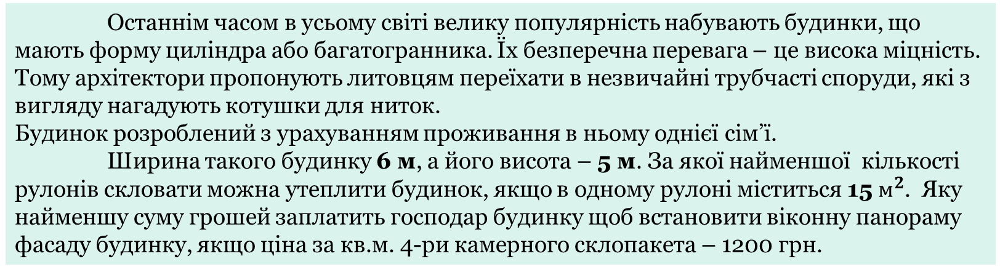 Останнім часом в усьому світі велику популярність набувають будинки, що
мають форму циліндра або багатогранника. Їх безперечна перевага – це висока міцність.
Тому архітектори пропонують литовцям переїхати в незвичайні трубчасті споруди, які з
вигляду нагадують котушки для ниток.
Будинок розроблений з урахуванням проживання в ньому однієї сім’ї.
Ширина такого будинку 6 м, а його висота – 5 м. За якої найменшої кількості
рулонів скловати можна утеплити будинок, якщо в одному рулоні міститься 15 м². Яку
найменшу суму грошей заплатить господар будинку щоб встановити віконну панораму
фасаду будинку, якщо ціна за кв.м. 4-ри камерного склопакета – 1200 грн.